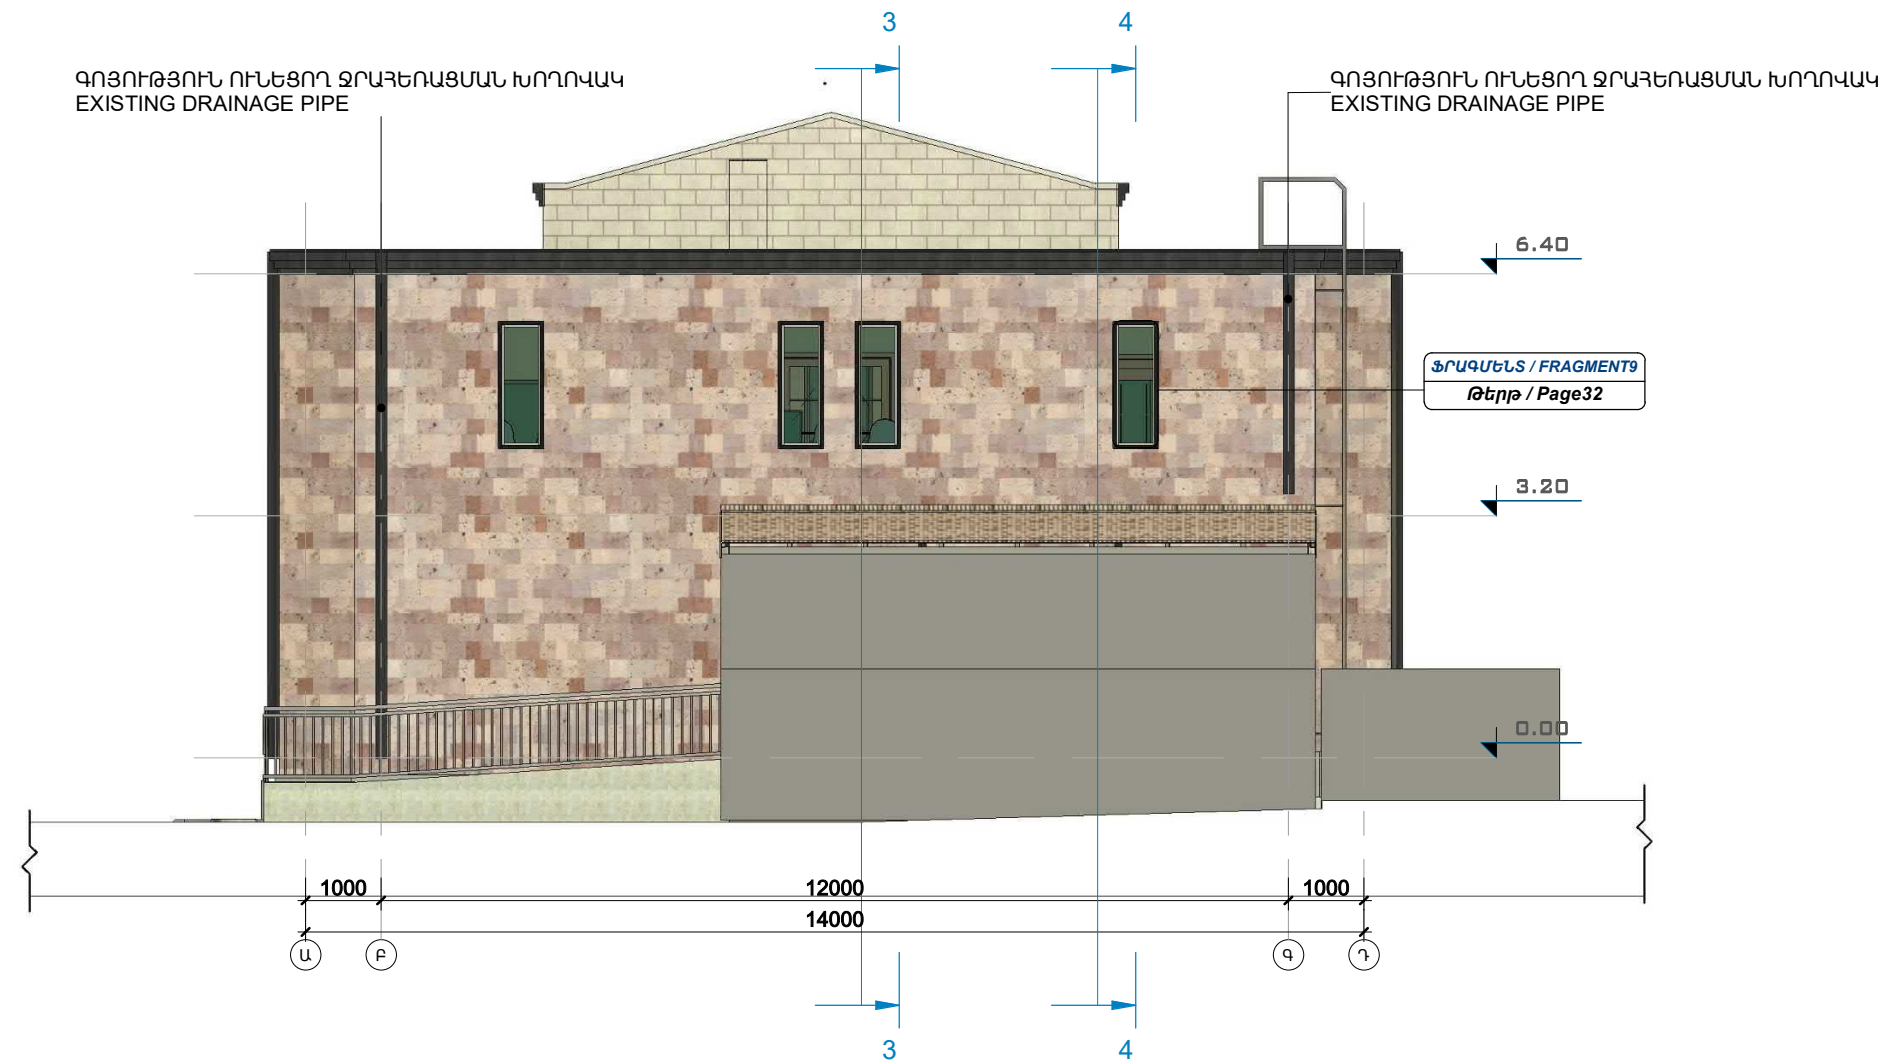 3
4
ԳՈՅՈՒԹՅՈՒՆ ՈՒՆԵՑՈՂ ՋՐԱՀԵՌԱՑՄԱՆ ԽՈՂՈՎԱԿ
EXISTING DRAINAGE PIPE
ԳՈՅՈՒԹՅՈՒՆ ՈՒՆԵՑՈՂ ՋՐԱՀԵՌԱՑՄԱՆ ԽՈՂՈՎԱԿ
EXISTING DRAINAGE PIPE
6.40
ՖՐԱԳՄԵՆՏ / FRAGMENT9
Թերթ / Page32
3.20
0.00
1000
12000
1000
14000
Ա
Բ
Գ
Դ
3
4